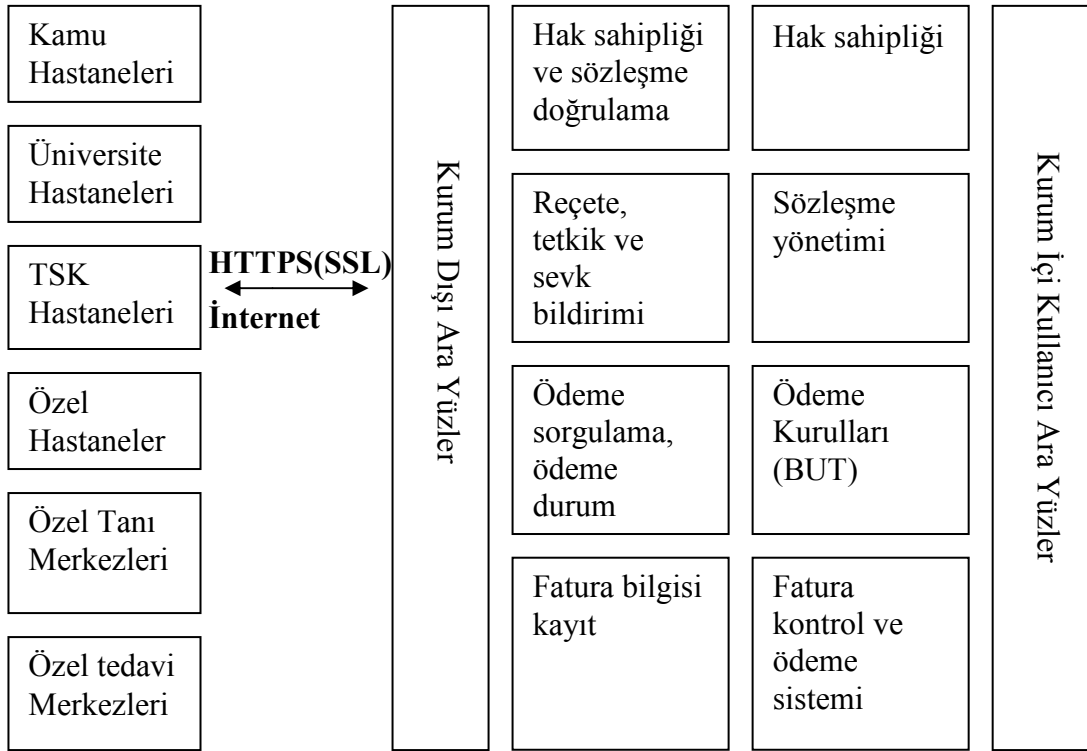 Kamu
Hastaneleri
Üniversite
Hastaneleri
TSK
Hastaneleri
Özel
Hastaneler
Özel Tanı
Merkezleri
Özel tedavi
Merkezleri
HTTPS(SSL)
İnternet
Kurum Dışı Ara Yüzler
Hak sahipliği
ve sözleşme
doğrulama
Reçete,
tetkik ve
sevk
bildirimi
Ödeme
sorgulama,
ödeme
durum
Fatura bilgisi
kayıt
Hak sahipliği
Sözleşme
yönetimi
Ödeme
Kurulları
(BUT)
Fatura
kontrol ve
ödeme
sistemi
Kurum İçi Kullanıcı Ara Yüzler